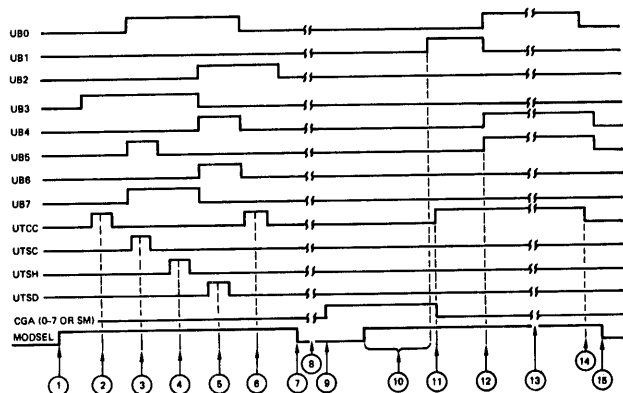 UB0
UB1
UB2
UB3
UB4
UB5
UB6
UB7
UTCC
UTSC
UTSH
UTSD
CGA (0-7 OR SM)
MODSEL
1 2 3 4 5 6 7 8 9 10 11 12 13 14 15